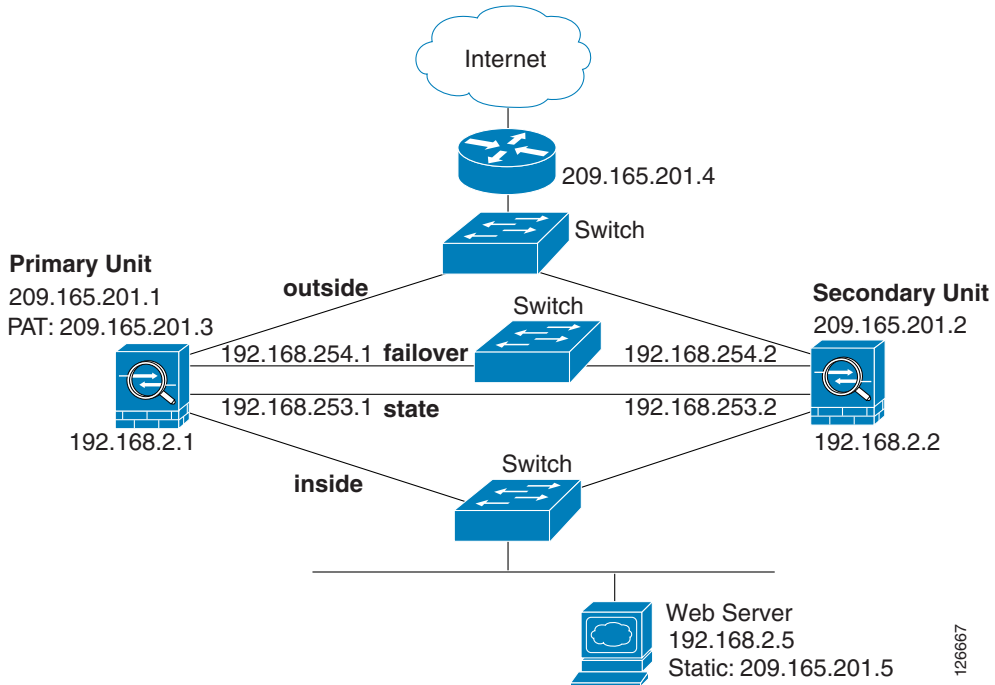 Internet
209.165.201.4
Switch
Primary Unit
209.165.201.1
PAT: 209.165.201.3
outside
Switch
Secondary Unit
209.165.201.2
192.168.254.1 failover 192.168.254.2
192.168.253.1 state 192.168.253.2
192.168.2.1
192.168.2.2
Switch
inside
Web Server
192.168.2.5
Static: 209.165.201.5
126667